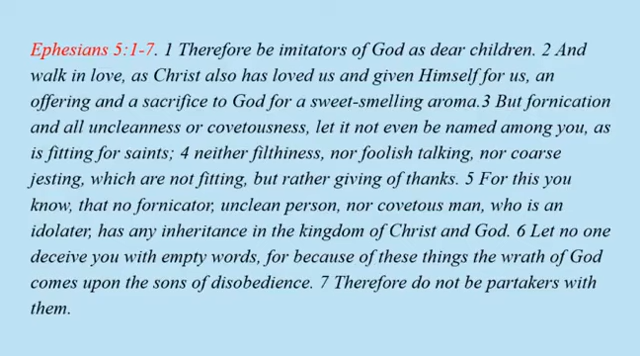 Ephesians 5:1-7. 1 Therefore be imitators of God as dear children. 2 And
walk in love, as Christ also has loved us and given Himself for us, an
offering and a sacrifice to God for a sweet-smelling aroma.3 But fornication
and all uncleanness or covetousness, let it not even be named among you, as
is fitting for saints; 4 neither filthiness, nor foolish talking, nor coarse
jesting, which are not fitting, but rather giving of thanks. 5 For this you
know, that no fornicator, unclean person, nor covetous man, who is an
idolater, has any inheritance in the kingdom of Christ and God. 6 Let no one
deceive you with empty words, for because of these things the wrath of God
comes upon the sons of disobedience. 7 Therefore do not be partakers with
them.